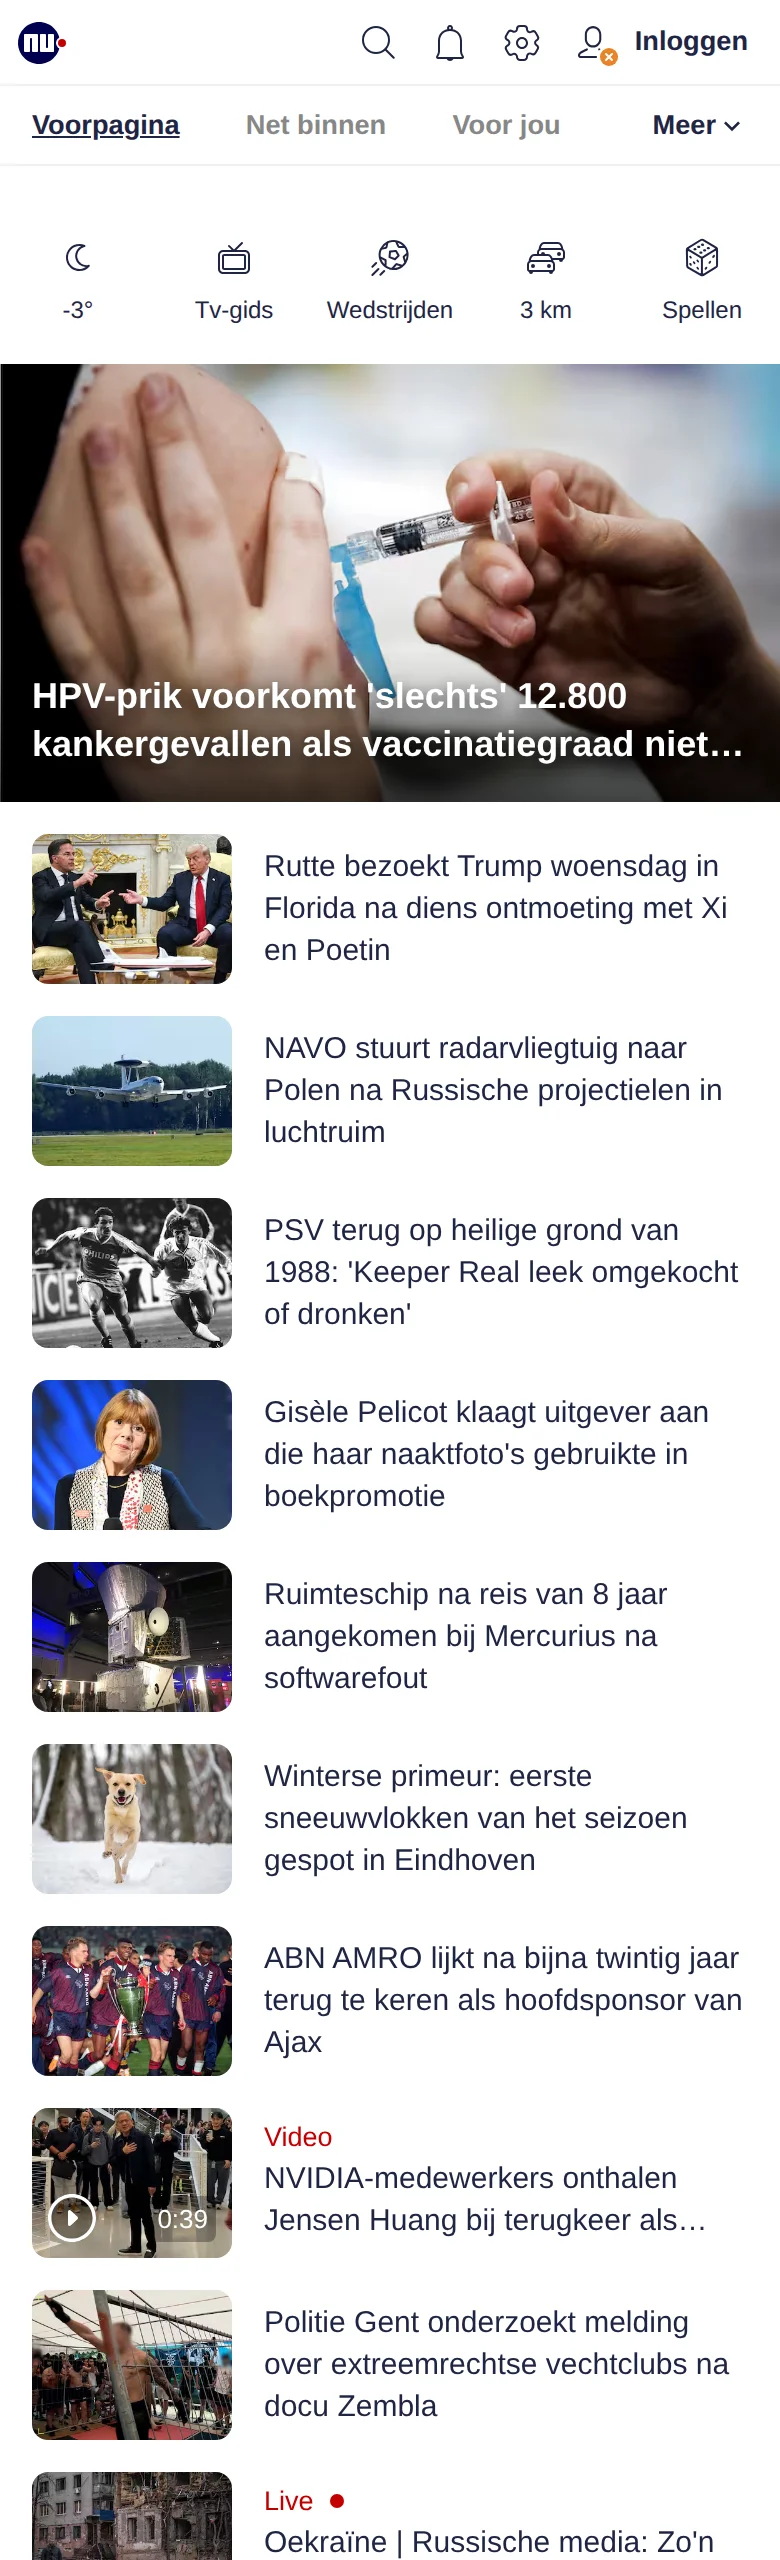 nu
Inloggen
Voorpagina
Net binnen
Voor jou
Meer
-3°
Tv-gids
Wedstrijden
3 km
Spellen
HPV-prik voorkomt 'slechts' 12.800
kankergevallen als vaccinatiegraad niet…
Rutte bezoekt Trump woensdag in
Florida na diens ontmoeting met Xi
en Poetin
NAVO stuurt radarvliegtuig naar
Polen na Russische projectielen in
luchtruim
PSV terug op heilige grond van
1988: 'Keeper Real leek omgekocht
of dronken'
Gisèle Pelicot klaagt uitgever aan
die haar naaktfoto's gebruikte in
boekpromotie
Ruimteschip na reis van 8 jaar
aangekomen bij Mercurius na
softwarefout
Winterse primeur: eerste
sneeuwvlokken van het seizoen
gespot in Eindhoven
ABN AMRO lijkt na bijna twintig jaar
terug te keren als hoofdsponsor van
Ajax
Video
NVIDIA-medewerkers onthalen
Jensen Huang bij terugkeer als…
0:39
Politie Gent onderzoekt melding
over extreemrechtse vechtclubs na
docu Zembla
Live
Oekraïne | Russische media: Zo'n